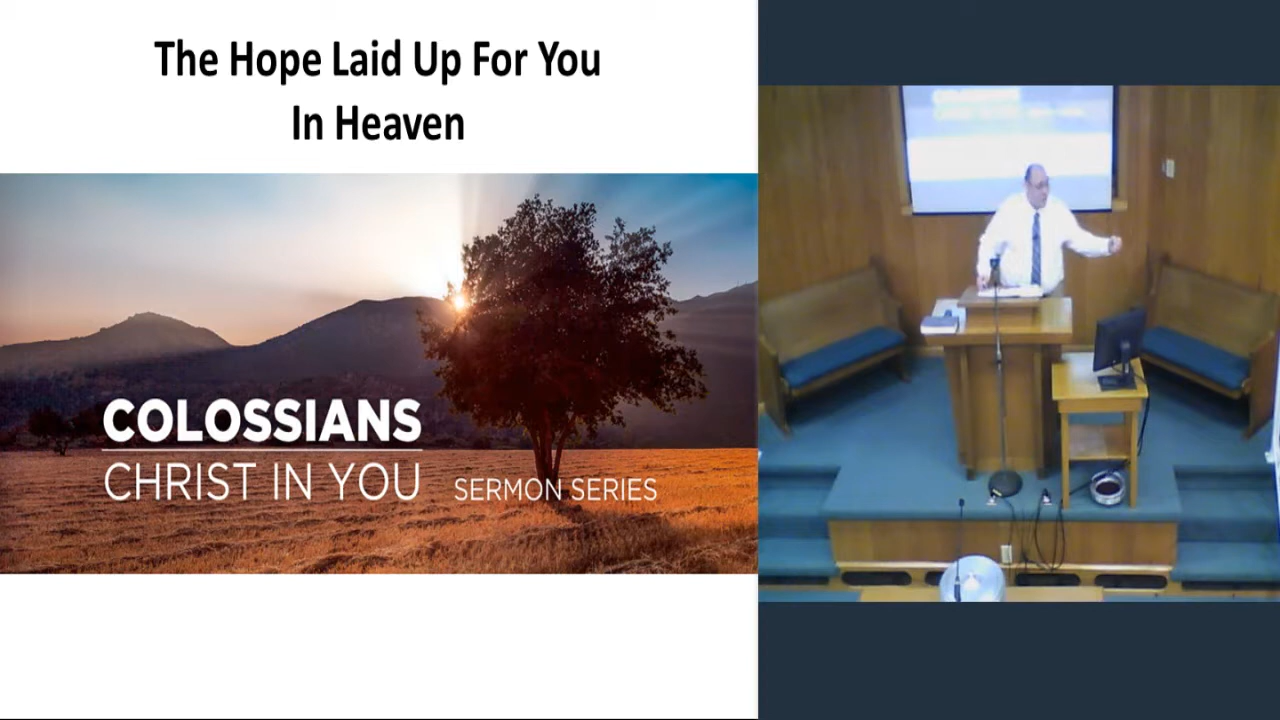 The Hope Laid Up For You
In Heaven
COLOSSIANS
CHRIST IN YOU
SERMON SERIES